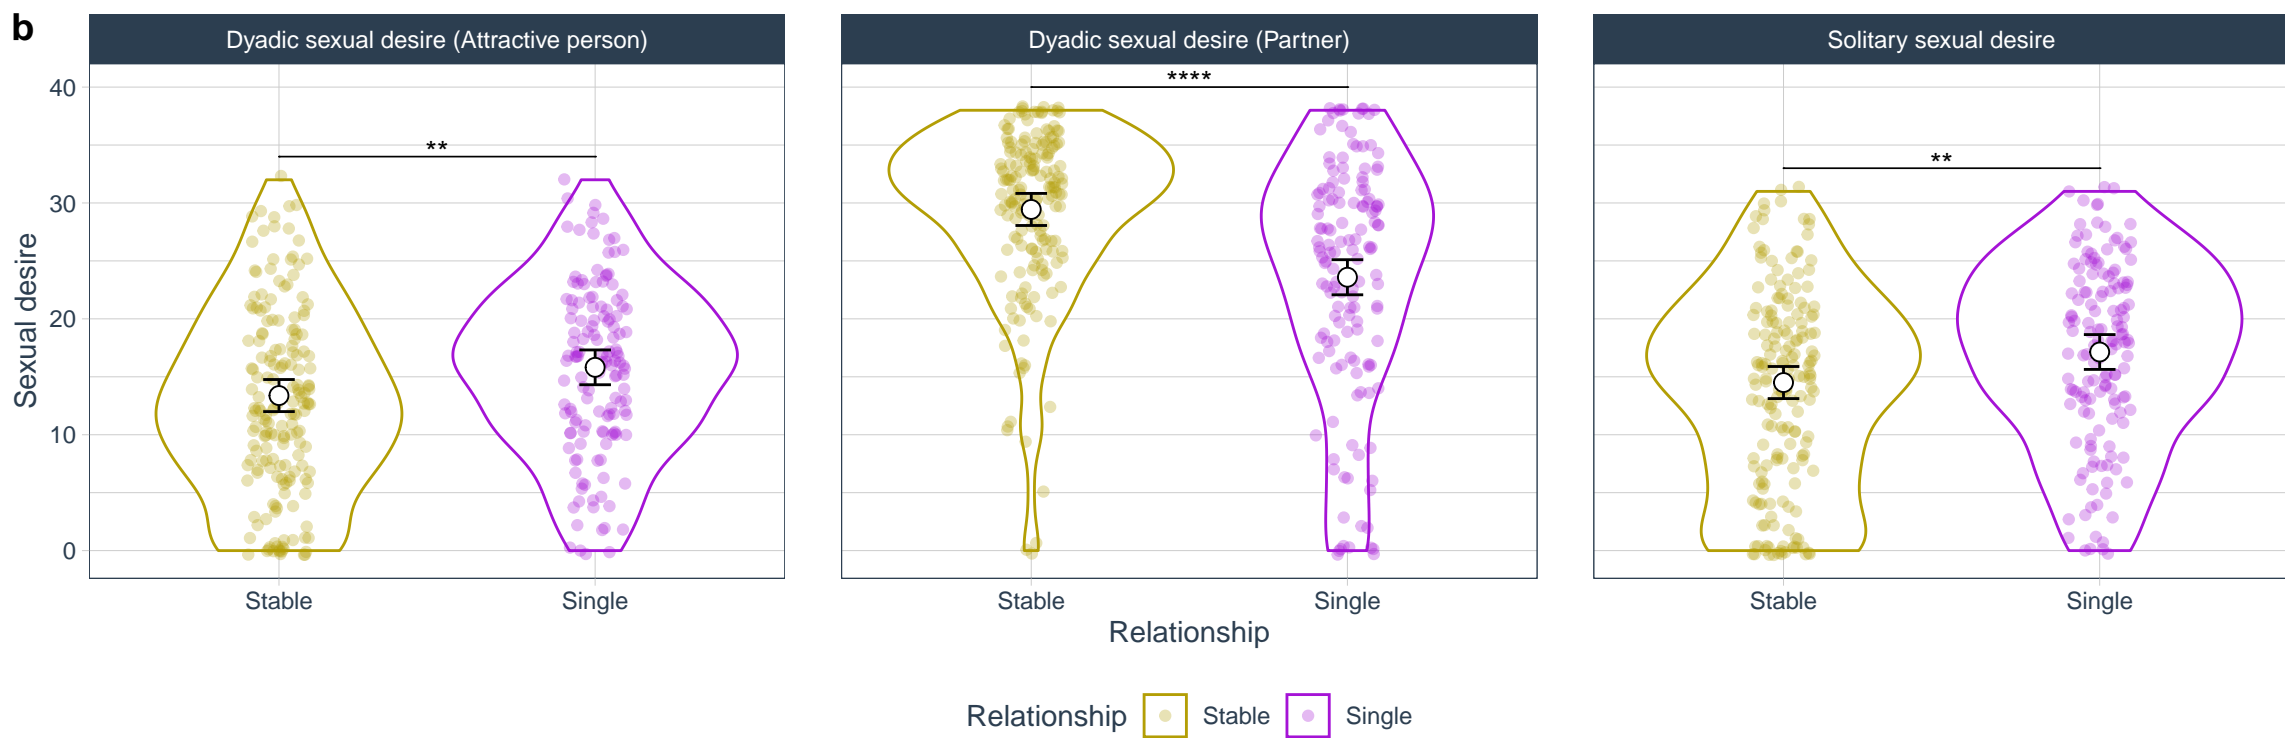 b
Dyadic sexual desire (Attractive person)
Dyadic sexual desire (Partner)
Solitary sexual desire
Sexual desire
40
30
20
10
0
**
****
**
Stable
Single
Stable
Single
Stable
Single
Relationship
Relationship
Stable
Single